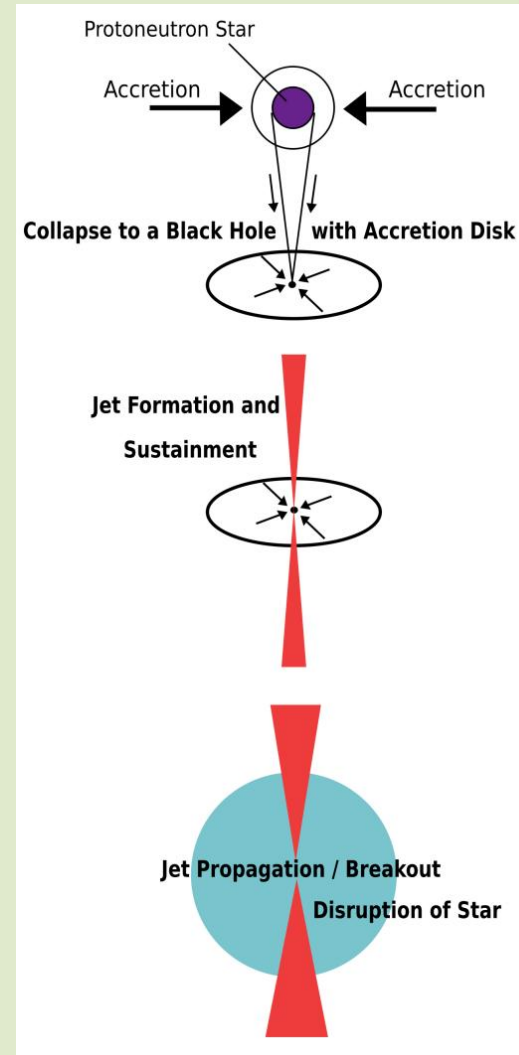 Protoneutron Star
Accretion
Accretion
Collapse to a Black Hole with Accretion Disk
Jet Formation and
Sustainment
Jet Propagation / Breakout
Disruption of Star